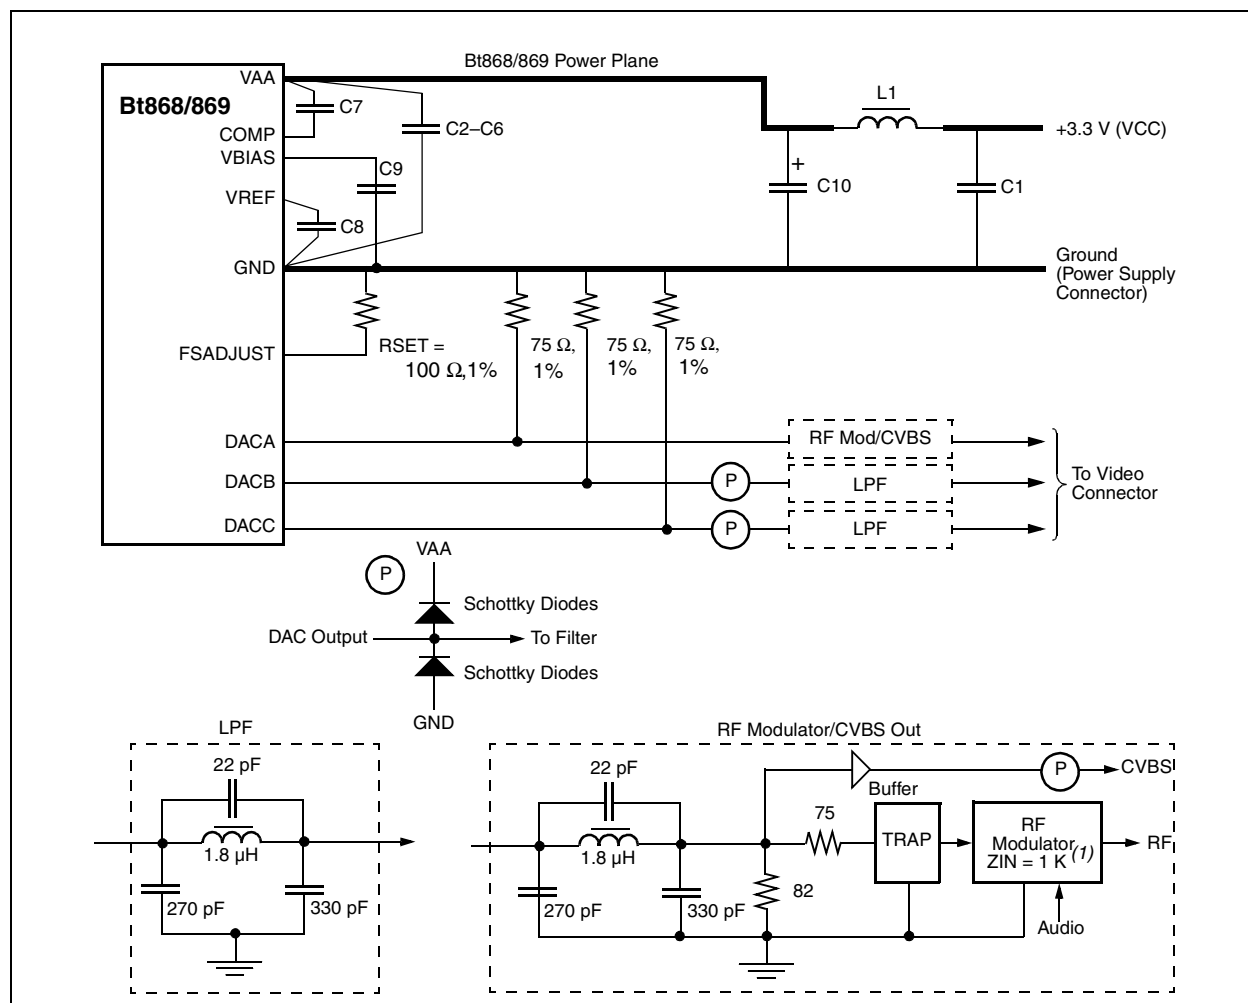 Bt868/869 Power Plane
VAA
Bt868/869
C7
COMP
C2–C6
VBIAS
C9
VREF
C8
GND
L1
+3.3 V (VCC)
+
C10
C1
Ground
(Power Supply
Connector)
FSADJUST
RSET =
100 Ω,1%
75 Ω,
1%
75 Ω,
1%
75 Ω,
1%
DACA
RF Mod/CVBS
DACB
P
LPF
DACC
P
LPF
To Video
Connector
P
VAA
Schottky Diodes
DAC Output
To Filter
Schottky Diodes
GND
LPF
22 pF
1.8 µH
270 pF
330 pF
RF Modulator/CVBS Out
22 pF
1.8 µH
270 pF
330 pF
Buffer
P
CVBS
75
82
TRAP
RF
Modulator
ZIN = 1 K (1)
RF
Audio